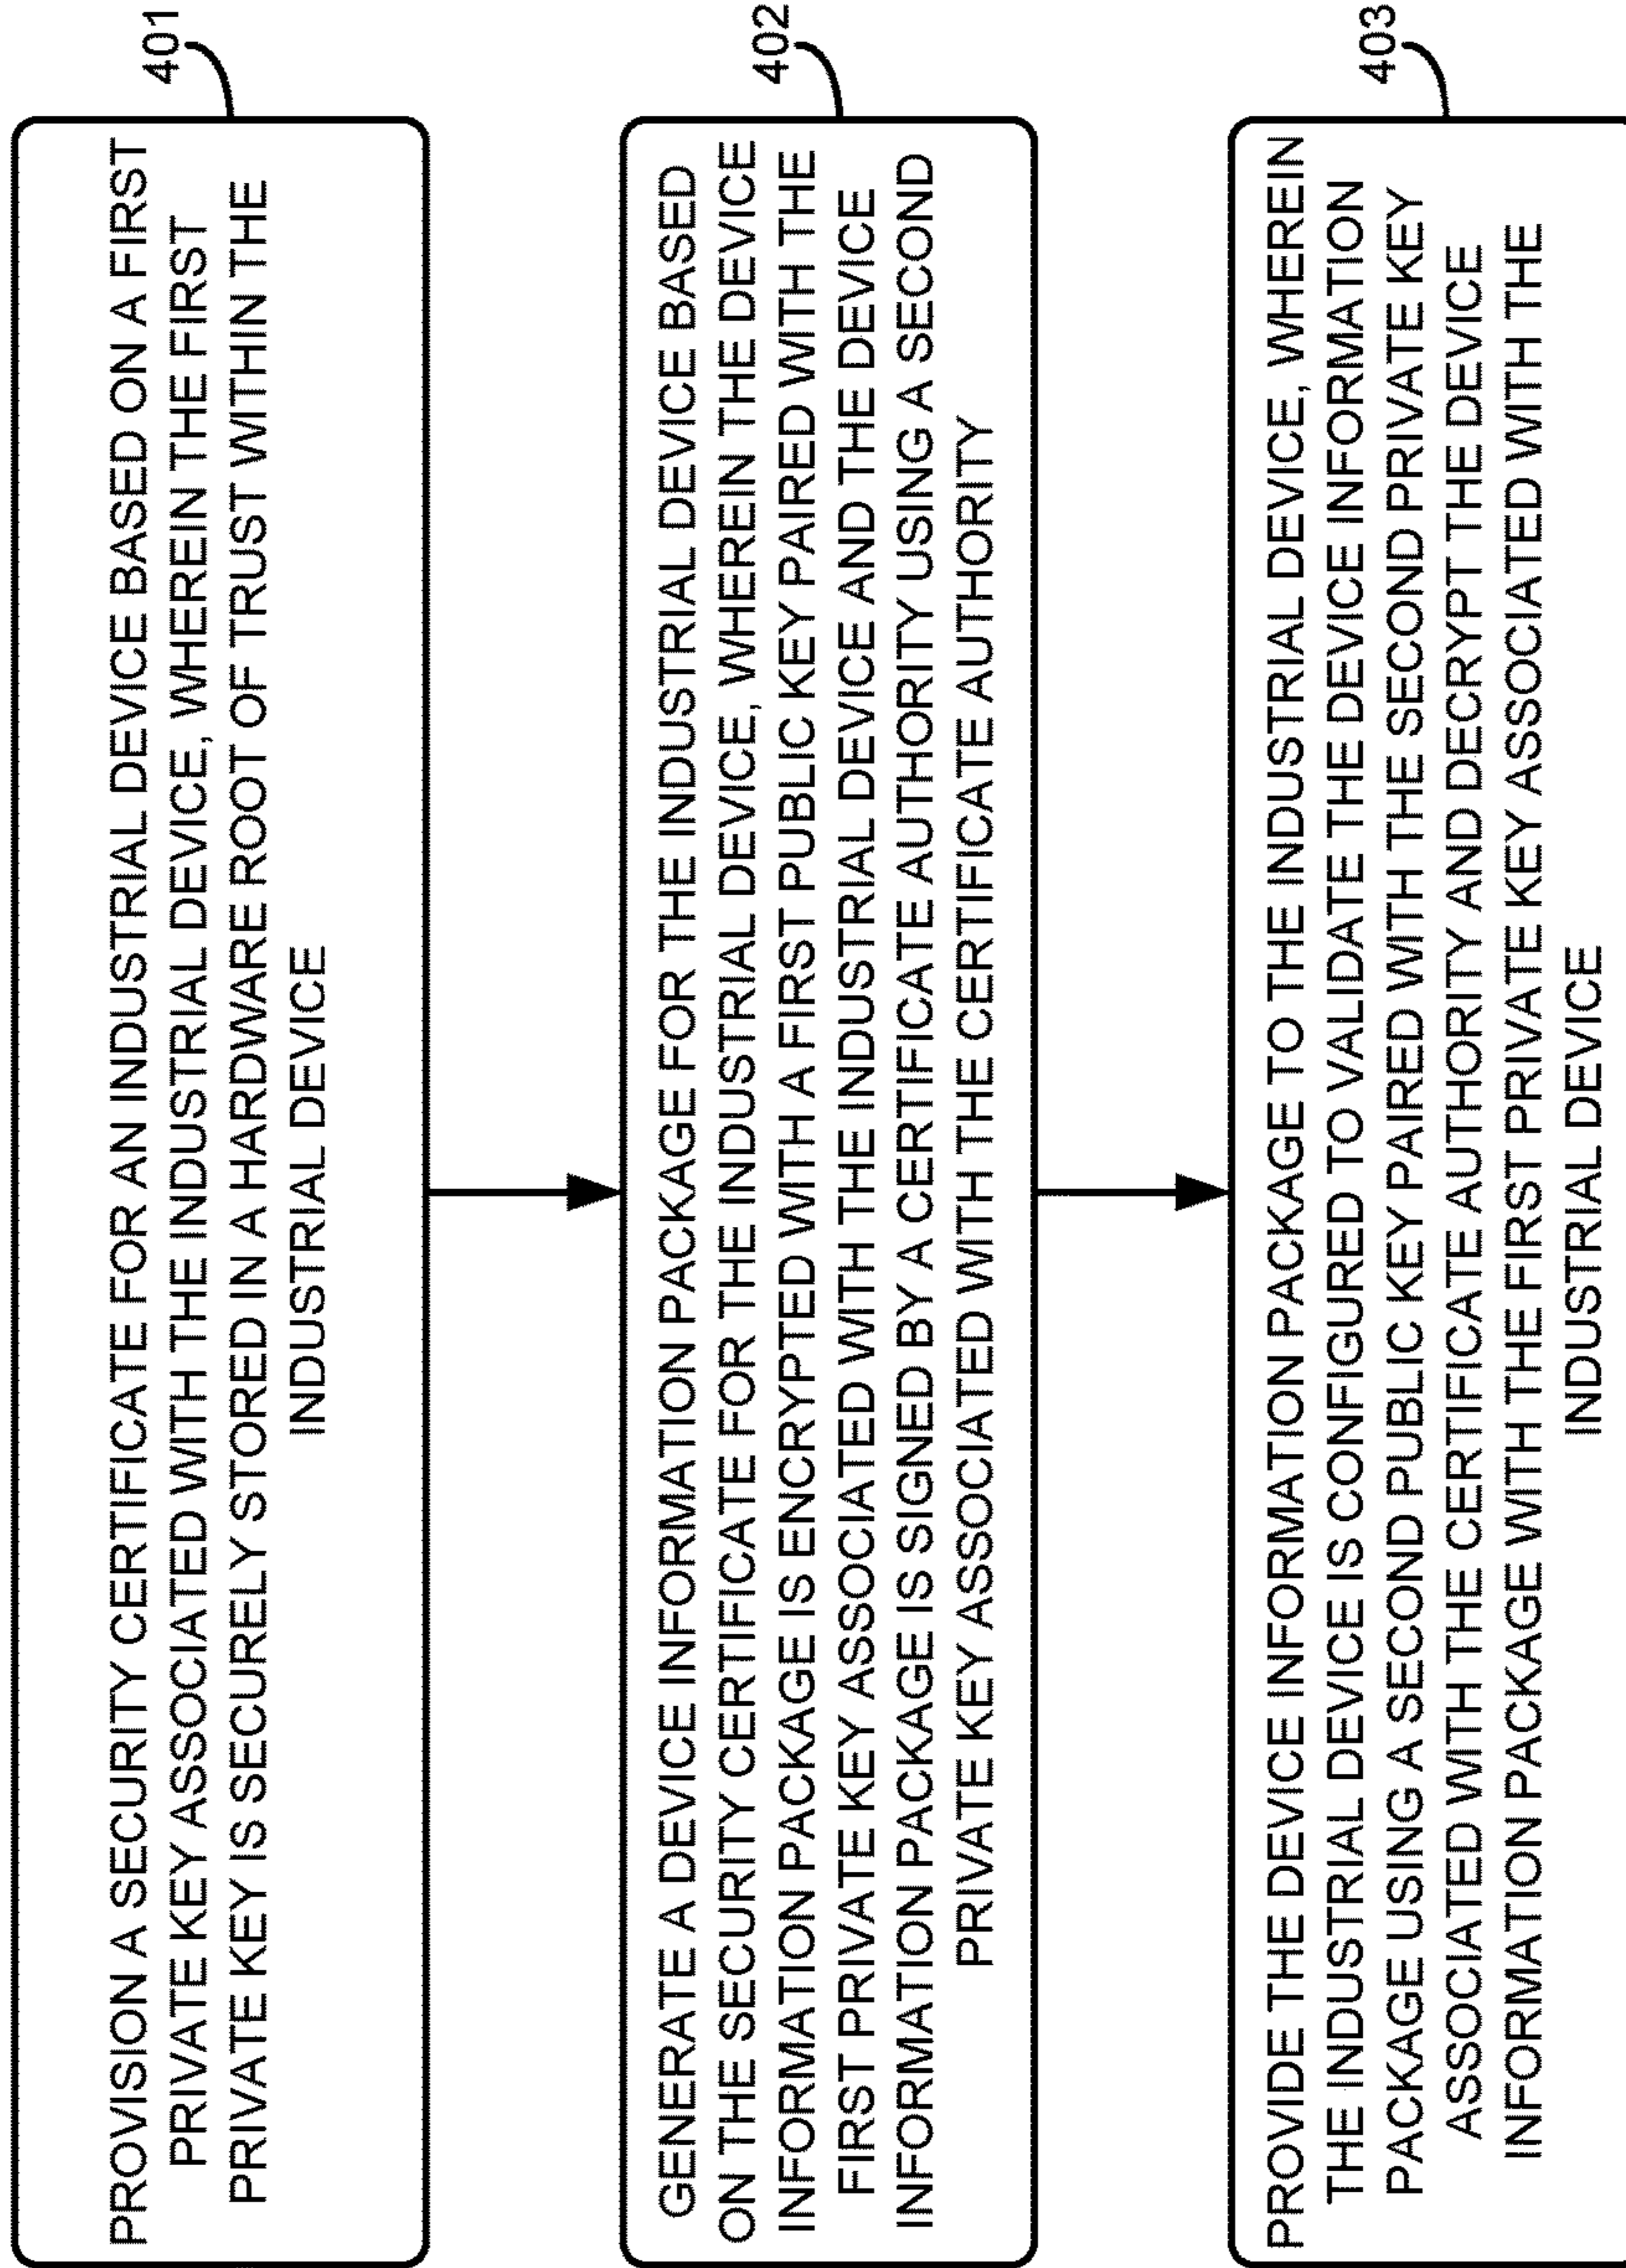 401
PROVISION A SECURITY CERTIFICATE FOR AN INDUSTRIAL DEVICE BASED ON A FIRST
PRIVATE KEY ASSOCIATED WITH THE INDUSTRIAL DEVICE, WHEREIN THE FIRST
PRIVATE KEY IS SECURELY STORED IN A HARDWARE ROOT OF TRUST WITHIN THE
INDUSTRIAL DEVICE
402
GENERATE A DEVICE INFORMATION PACKAGE FOR THE INDUSTRIAL DEVICE BASED
ON THE SECURITY CERTIFICATE FOR THE INDUSTRIAL DEVICE, WHEREIN THE DEVICE
INFORMATION PACKAGE IS ENCRYPTED WITH A FIRST PUBLIC KEY PAIRED WITH THE
FIRST PRIVATE KEY ASSOCIATED WITH THE INDUSTRIAL DEVICE AND THE DEVICE
INFORMATION PACKAGE IS SIGNED BY A CERTIFICATE AUTHORITY USING A SECOND
PRIVATE KEY ASSOCIATED WITH THE CERTIFICATE AUTHORITY
403
PROVIDE THE DEVICE INFORMATION PACKAGE TO THE INDUSTRIAL DEVICE, WHEREIN
THE INDUSTRIAL DEVICE IS CONFIGURED TO VALIDATE THE DEVICE INFORMATION
PACKAGE USING A SECOND PUBLIC KEY PAIRED WITH THE SECOND PRIVATE KEY
ASSOCIATED WITH THE CERTIFICATE AUTHORITY AND DECRYPT THE DEVICE
INFORMATION PACKAGE WITH THE FIRST PRIVATE KEY ASSOCIATED WITH THE
INDUSTRIAL DEVICE